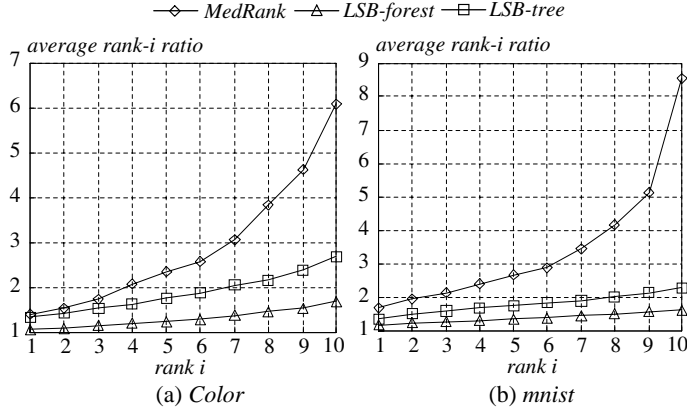 MedRank LSB-forest LSB-tree
average rank-i ratio
7
6
5
4
3
2
1
1 2 3 4 5 6 7 8 9 10
rank i
(a) Color
average rank-i ratio
9
8
7
6
5
4
3
2
1
1 2 3 4 5 6 7 8 9 10
rank i
(b) mnist